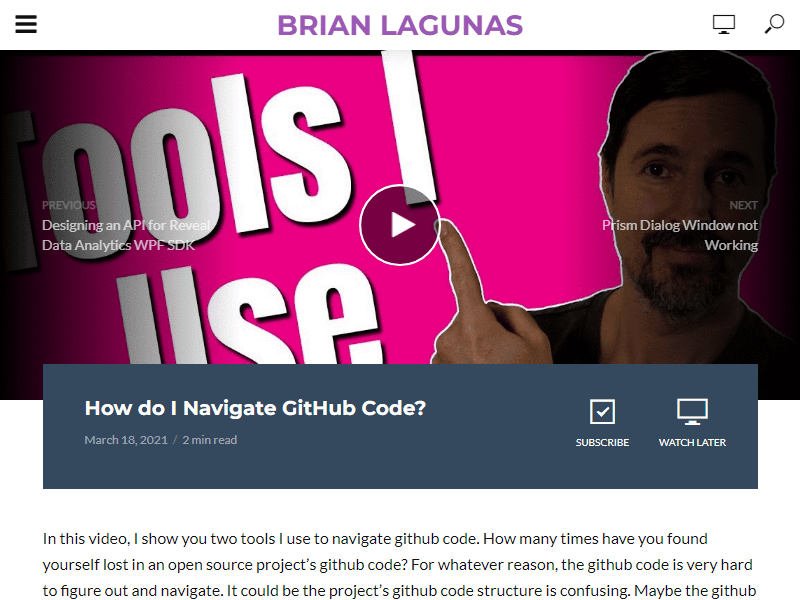 BRIAN LAGUNAS
Tools I
use
PREVIOUS
Designing an API for Reveal
Data Analytics WPF SDK
NEXT
Prism Dialog Window not
Working
How do I Navigate GitHub Code?
March 18, 2021 / 2 min read
SUBSCRIBE
WATCH LATER
In this video, I show you two tools I use to navigate github code. How many times have you found
yourself lost in an open source project’s github code? For whatever reason, the github code is very hard
to figure out and navigate. It could be the project’s github code structure is confusing. Maybe the github